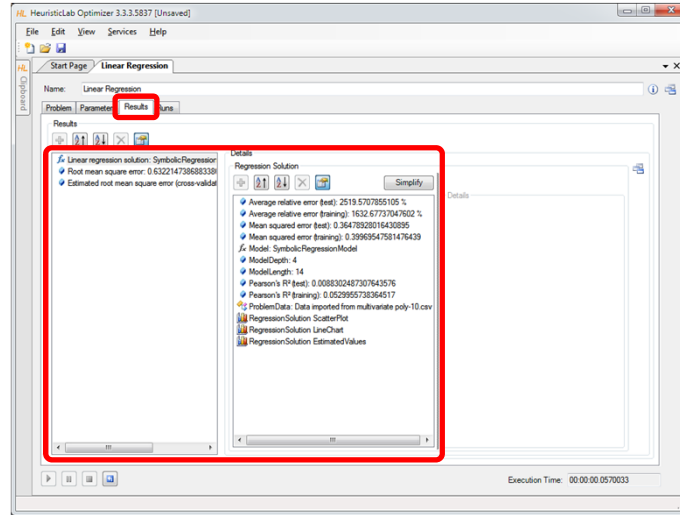 HL HeuristicLab Optimizer 3.3.3.5837 [Unsaved]
File Edit View Services Help
HL Clipboard
Start Page Linear Regression
Name: Linear Regression
Problem Parameter Results Runs
Results
Linear regression solution: SymbolicRegression
Root mean square error: 0.632214738688338
Estimated root mean square error (cross-validat
Details
Regression Solution
Simplify
Average relative error (test): 2519.5707855105 %
Average relative error (training): 1632.67737047602 %
Mean squared error (test): 0.36478928016430895
Mean squared error (training): 0.39969547581476439
Model: SymbolicRegressionModel
ModelDepth: 4
ModelLength: 14
Pearson's R² (test): 0.0088302487307643576
Pearson's R² (training): 0.0529955738364517
ProblemData: Data imported from multivariate poly-10.csv
RegressionSolution ScatterPlot
RegressionSolution LineChart
RegressionSolution EstimatedValues
Details
Execution Time: 00:00:00.0570033